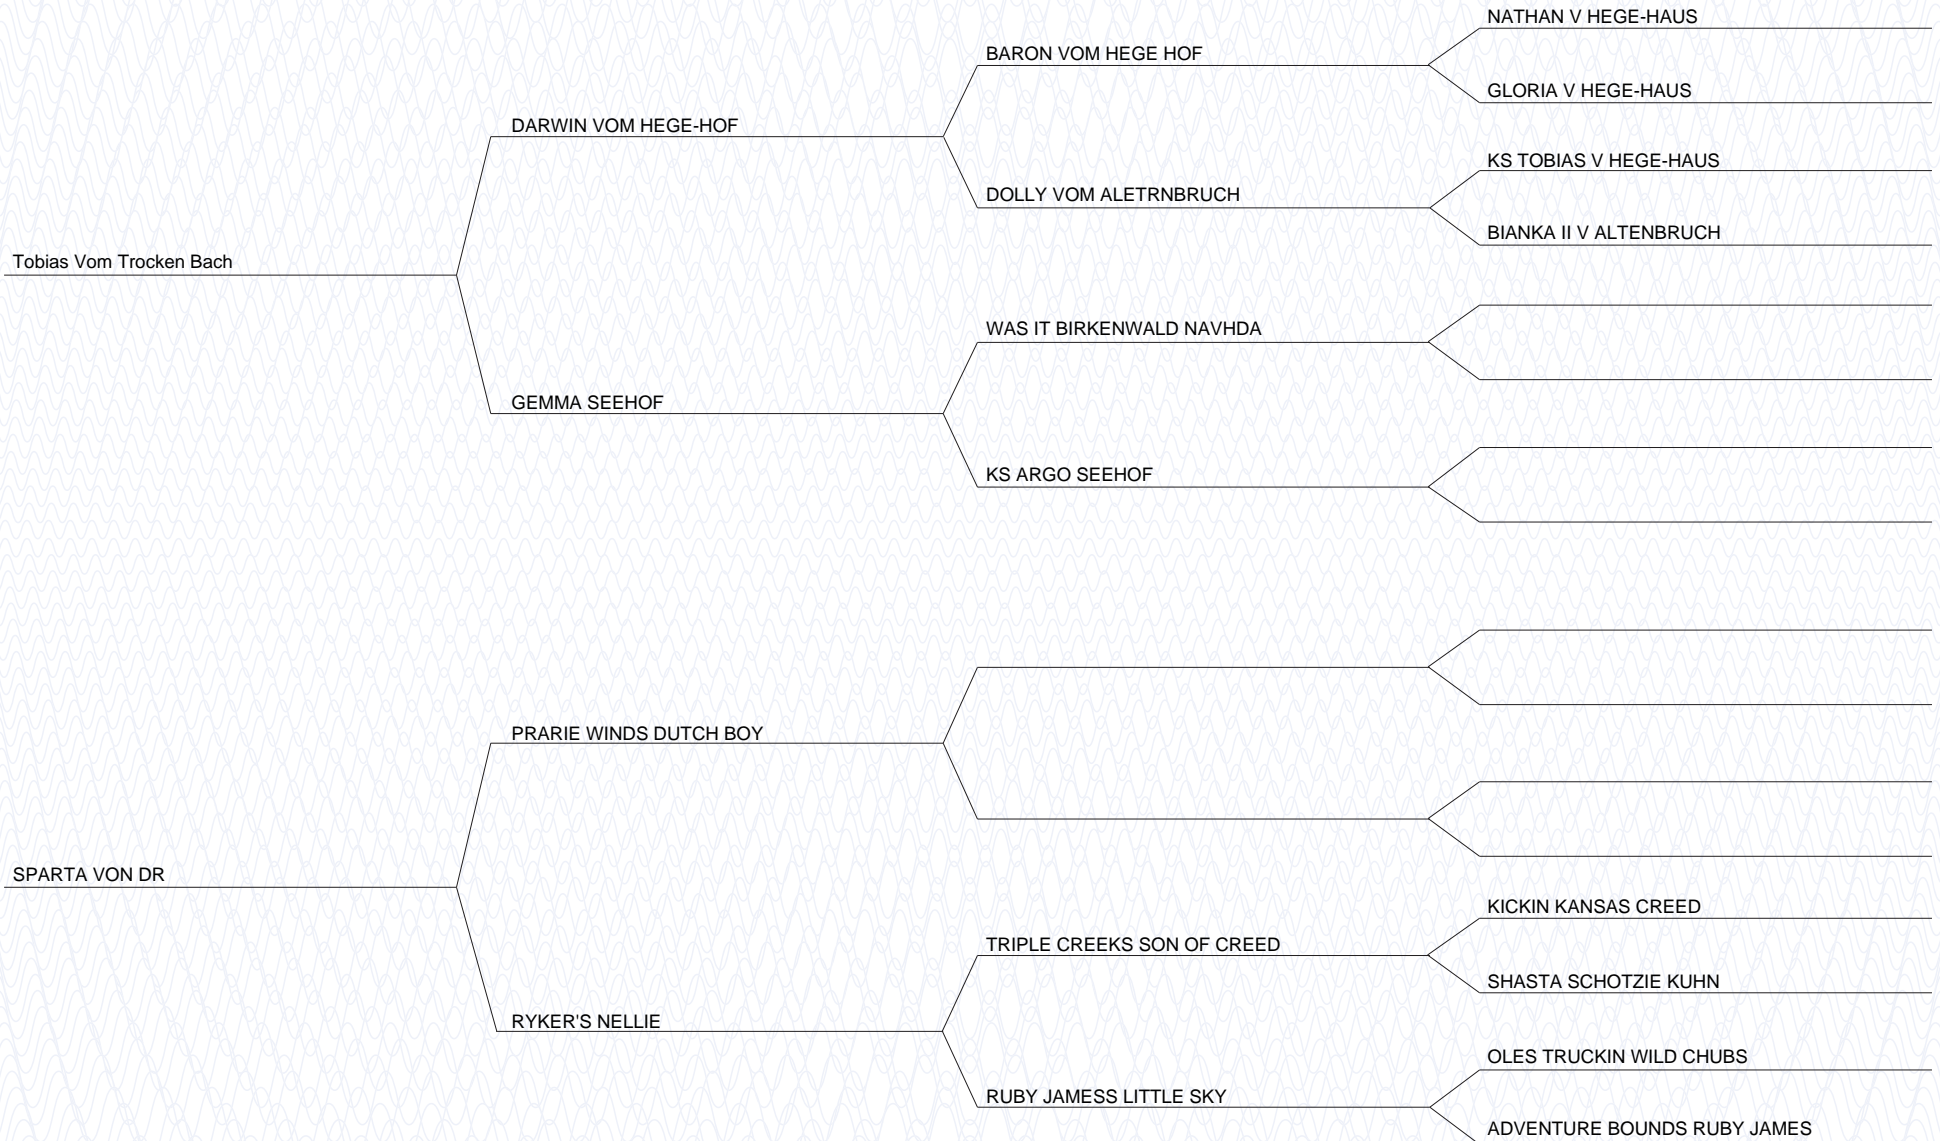 NATHAN V HEGE-HAUS
BARON VOM HEGE HOF
GLORIA V HEGE-HAUS
DARWIN VOM HEGE-HOF
KS TOBIAS V HEGE-HAUS
DOLLY VOM ALETRNBRUCH
BIANKA II V ALTENBRUCH
Tobias Vom Trocken Bach
WAS IT BIRKENWALD NAVHDA
GEMMA SEEHOF
KS ARGO SEEHOF
PRARIE WINDS DUTCH BOY
SPARTA VON DR
KICKIN KANSAS CREED
TRIPLE CREEKS SON OF CREED
SHASTA SCHOTZIE KUHN
RYKER'S NELLIE
OLES TRUCKIN WILD CHUBS
RUBY JAMESS LITTLE SKY
ADVENTURE BOUNDS RUBY JAMES